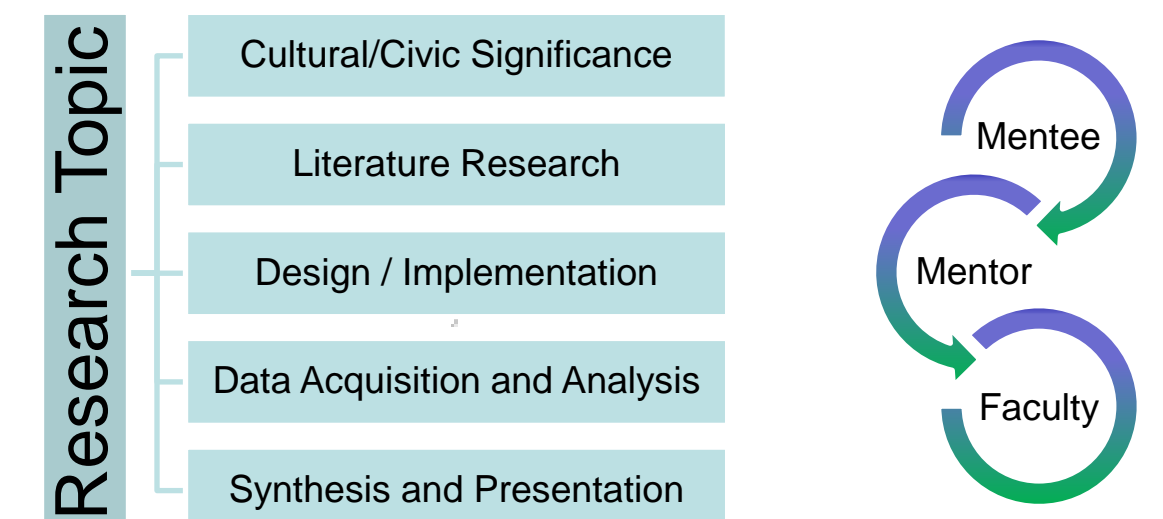 Research Topic
Cultural/Civic Significance
Literature Research
Design / Implementation
Data Acquisition and Analysis
Synthesis and Presentation
Mentee
Mentor
Faculty